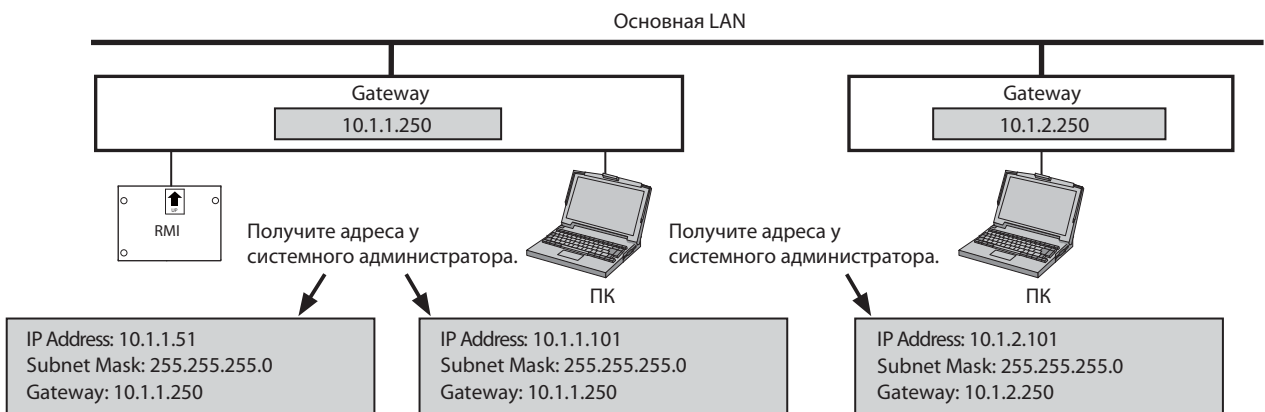 Основная LAN
Gateway
10.1.1.250
Gateway
10.1.2.250
UP
RMI
Получите адреса у
системного администратора.
ПК
Получите адреса у
системного администратора.
ПК
IP Address: 10.1.1.51
Subnet Mask: 255.255.255.0
Gateway: 10.1.1.250
IP Address: 10.1.1.101
Subnet Mask: 255.255.255.0
Gateway: 10.1.1.250
IP Address: 10.1.2.101
Subnet Mask: 255.255.255.0
Gateway: 10.1.2.250